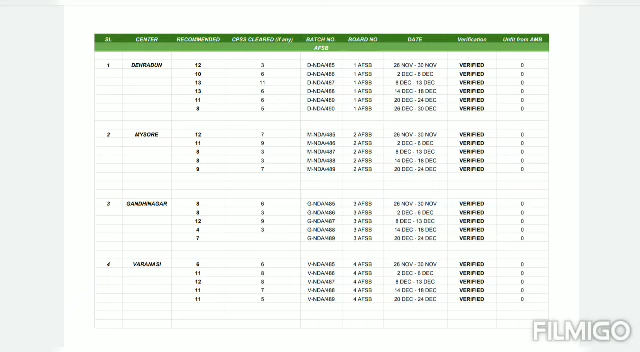 SL CENTER RECOMMENDED CPSS CLEARED (if any) BATCH NO BOARD NO DATE Verification Unfit from AMB
AFSB
1 DEHRADUN 12 3 D-NDA/485 1 AFSB 26 NOV - 30 NOV VERIFIED 0
10 6 D-NDA/486 1 AFSB 2 DEC - 6 DEC VERIFIED 0
13 11 D-NDA/487 1 AFSB 8 DEC - 13 DEC VERIFIED 0
13 6 D-NDA/488 1 AFSB 14 DEC - 18 DEC VERIFIED 0
11 6 D-NDA/489 1 AFSB 20 DEC - 24 DEC VERIFIED 0
8 5 D-NDA/490 1 AFSB 26 DEC - 30 DEC VERIFIED 0
2 MYSORE 12 7 M-NDA/485 2 AFSB 26 NOV - 30 NOV VERIFIED 0
11 9 M-NDA/486 2 AFSB 2 DEC - 6 DEC VERIFIED 0
8 3 M-NDA/487 2 AFSB 8 DEC - 13 DEC VERIFIED 0
8 3 M-NDA/488 2 AFSB 14 DEC - 18 DEC VERIFIED 0
9 7 M-NDA/489 2 AFSB 20 DEC - 24 DEC VERIFIED 0
3 GANDHINAGAR 8 6 G-NDA/485 3 AFSB 26 NOV - 30 NOV VERIFIED 0
8 3 G-NDA/486 3 AFSB 2 DEC - 6 DEC VERIFIED 0
12 9 G-NDA/487 3 AFSB 8 DEC - 13 DEC VERIFIED 0
4 3 G-NDA/488 3 AFSB 14 DEC - 18 DEC VERIFIED 0
7 G-NDA/489 3 AFSB 20 DEC - 24 DEC VERIFIED 0
4 VARANASI 6 6 V-NDA/485 4 AFSB 26 NOV - 30 NOV VERIFIED 0
11 8 V-NDA/486 4 AFSB 2 DEC - 6 DEC VERIFIED 0
12 8 V-NDA/487 4 AFSB 8 DEC - 13 DEC VERIFIED 0
11 7 V-NDA/488 4 AFSB 14 DEC - 18 DEC VERIFIED 0
11 5 V-NDA/489 4 AFSB 20 DEC - 24 DEC VERIFIED 0
FILMIGO